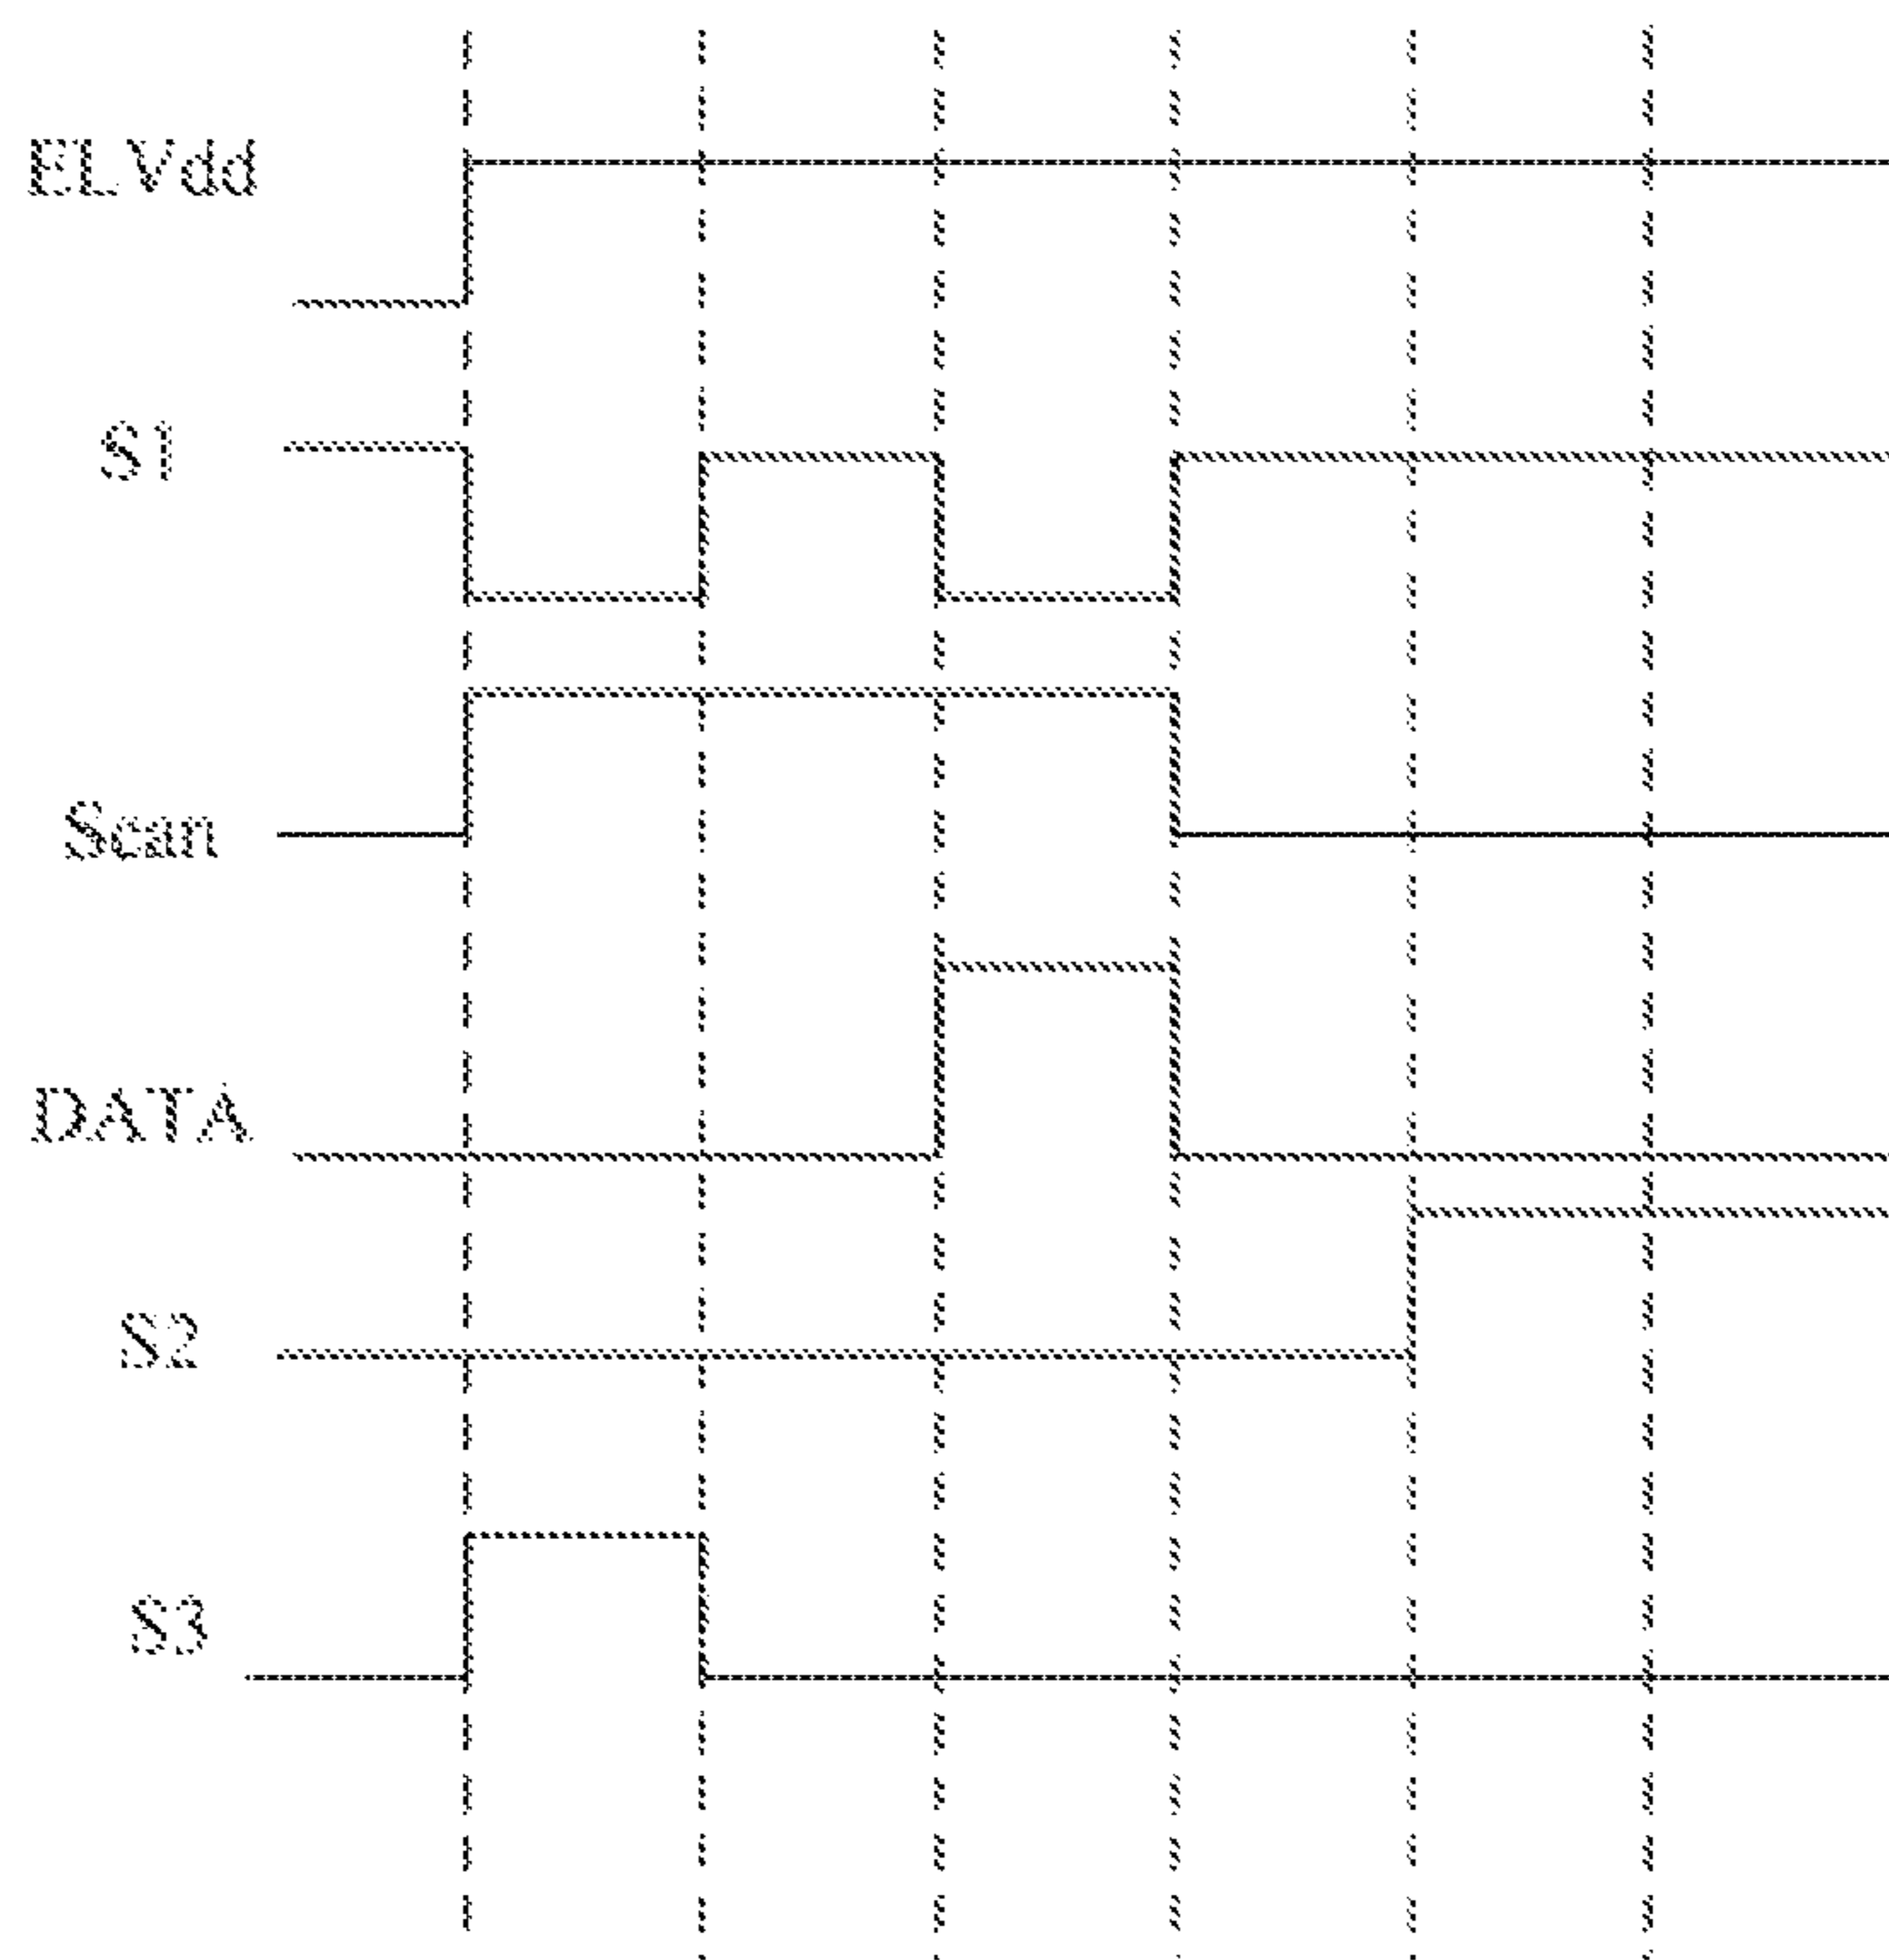 ELVdd
S1
Scan
DATA
S2
S3